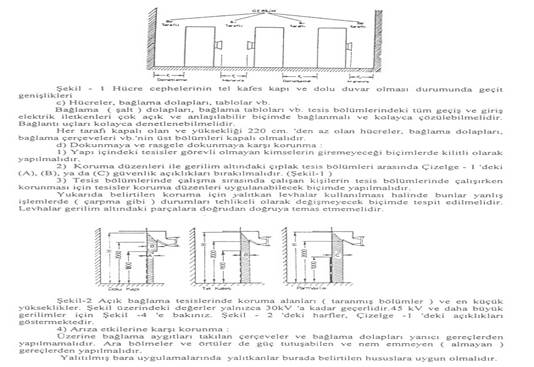 GERİLİM
Şekil - 1 Hücre cephelerinin tel kafes kapı ve dolu duvar olması durumunda geçit
genişlikleri
c) Hücreler, bağlama dolapları, tablolar vb.
Bağlama ( şalt ) dolapları, bağlama tabloları vb. tesis bölümlerindeki tüm geçiş ve giriş
elektrik iletkenleri çok açık ve anlaşılabilir biçimde bağlanmalı ve kolayca çözülebilmelidir.
Bağlantı uçları kolayca denetlenebilmelidir.
Her tarafı kapalı olan ve yüksekliği 220 cm. 'den az olan hücreler, bağlama dolapları,
bağlama çerçeveleri vb.'nin üst bölümleri kapalı olmalıdır.
d) Dokunmaya ve rasgele dokunmaya karşı korunma :
1) Yapı içindeki tesisler görevli olmayan kimselerin giremeyeceği biçimlerde kilitli olarak
yapılmalıdır.
2) Koruma düzenleri ile gerilim altındaki çıplak tesis bölümleri arasında Çizelge - 1 'deki
(A), (B), ya da (C) güvenlik açıklıkları bırakılmalıdır. (Şekil-1 )
3) Tesis bölümlerinde çalışma sırasında çalışan kişilerin tesis bölümlerinde çalışırken
korunması için tesisler koruma düzenleri uygulanabilecek biçimde yapılmalıdır.
Yukarıda belirtilen koruma için yalıtkan levhalar kullanılması halinde bunlar yanlış
işlemlerde ( çarpma gibi ) durumları tehlikeli olarak değişmeyecek biçimde tespit edilmelidir.
Levhalar gerilim altındaki parçalara doğrudan doğruya temas etmemelidir.
Dolu Kapı Tel Kafes Parmaklık
Şekil-2 Açık bağlama tesislerinde koruma alanları ( taranmış bölümler ) ve en küçük
yükseklikler. Şekil üzerindeki değerler yalnızca 30kV 'a kadar geçerlidir.45 kV ve daha büyük
gerilimler için Şekil -4 'e bakınız. Şekil - 2 'deki harfler, Çizelge -1 'deki açıklıkları
göstermektedir.
4) Arıza etkilerine karşı korunma :
Üzerine bağlama aygıtları takılan çerçeveler ve bağlama dolapları yanıcı gereçlerden
yapılmamalıdır. Ara bölmeler ve örtüler de güç tutuşabilen ve nem emmeyen ( almayan )
gereçlerden yapılmalıdır.
Yalıtılmış bara uygulamalarında yalıtkanlar burada belirtilen hususlara uygun olmalıdır.